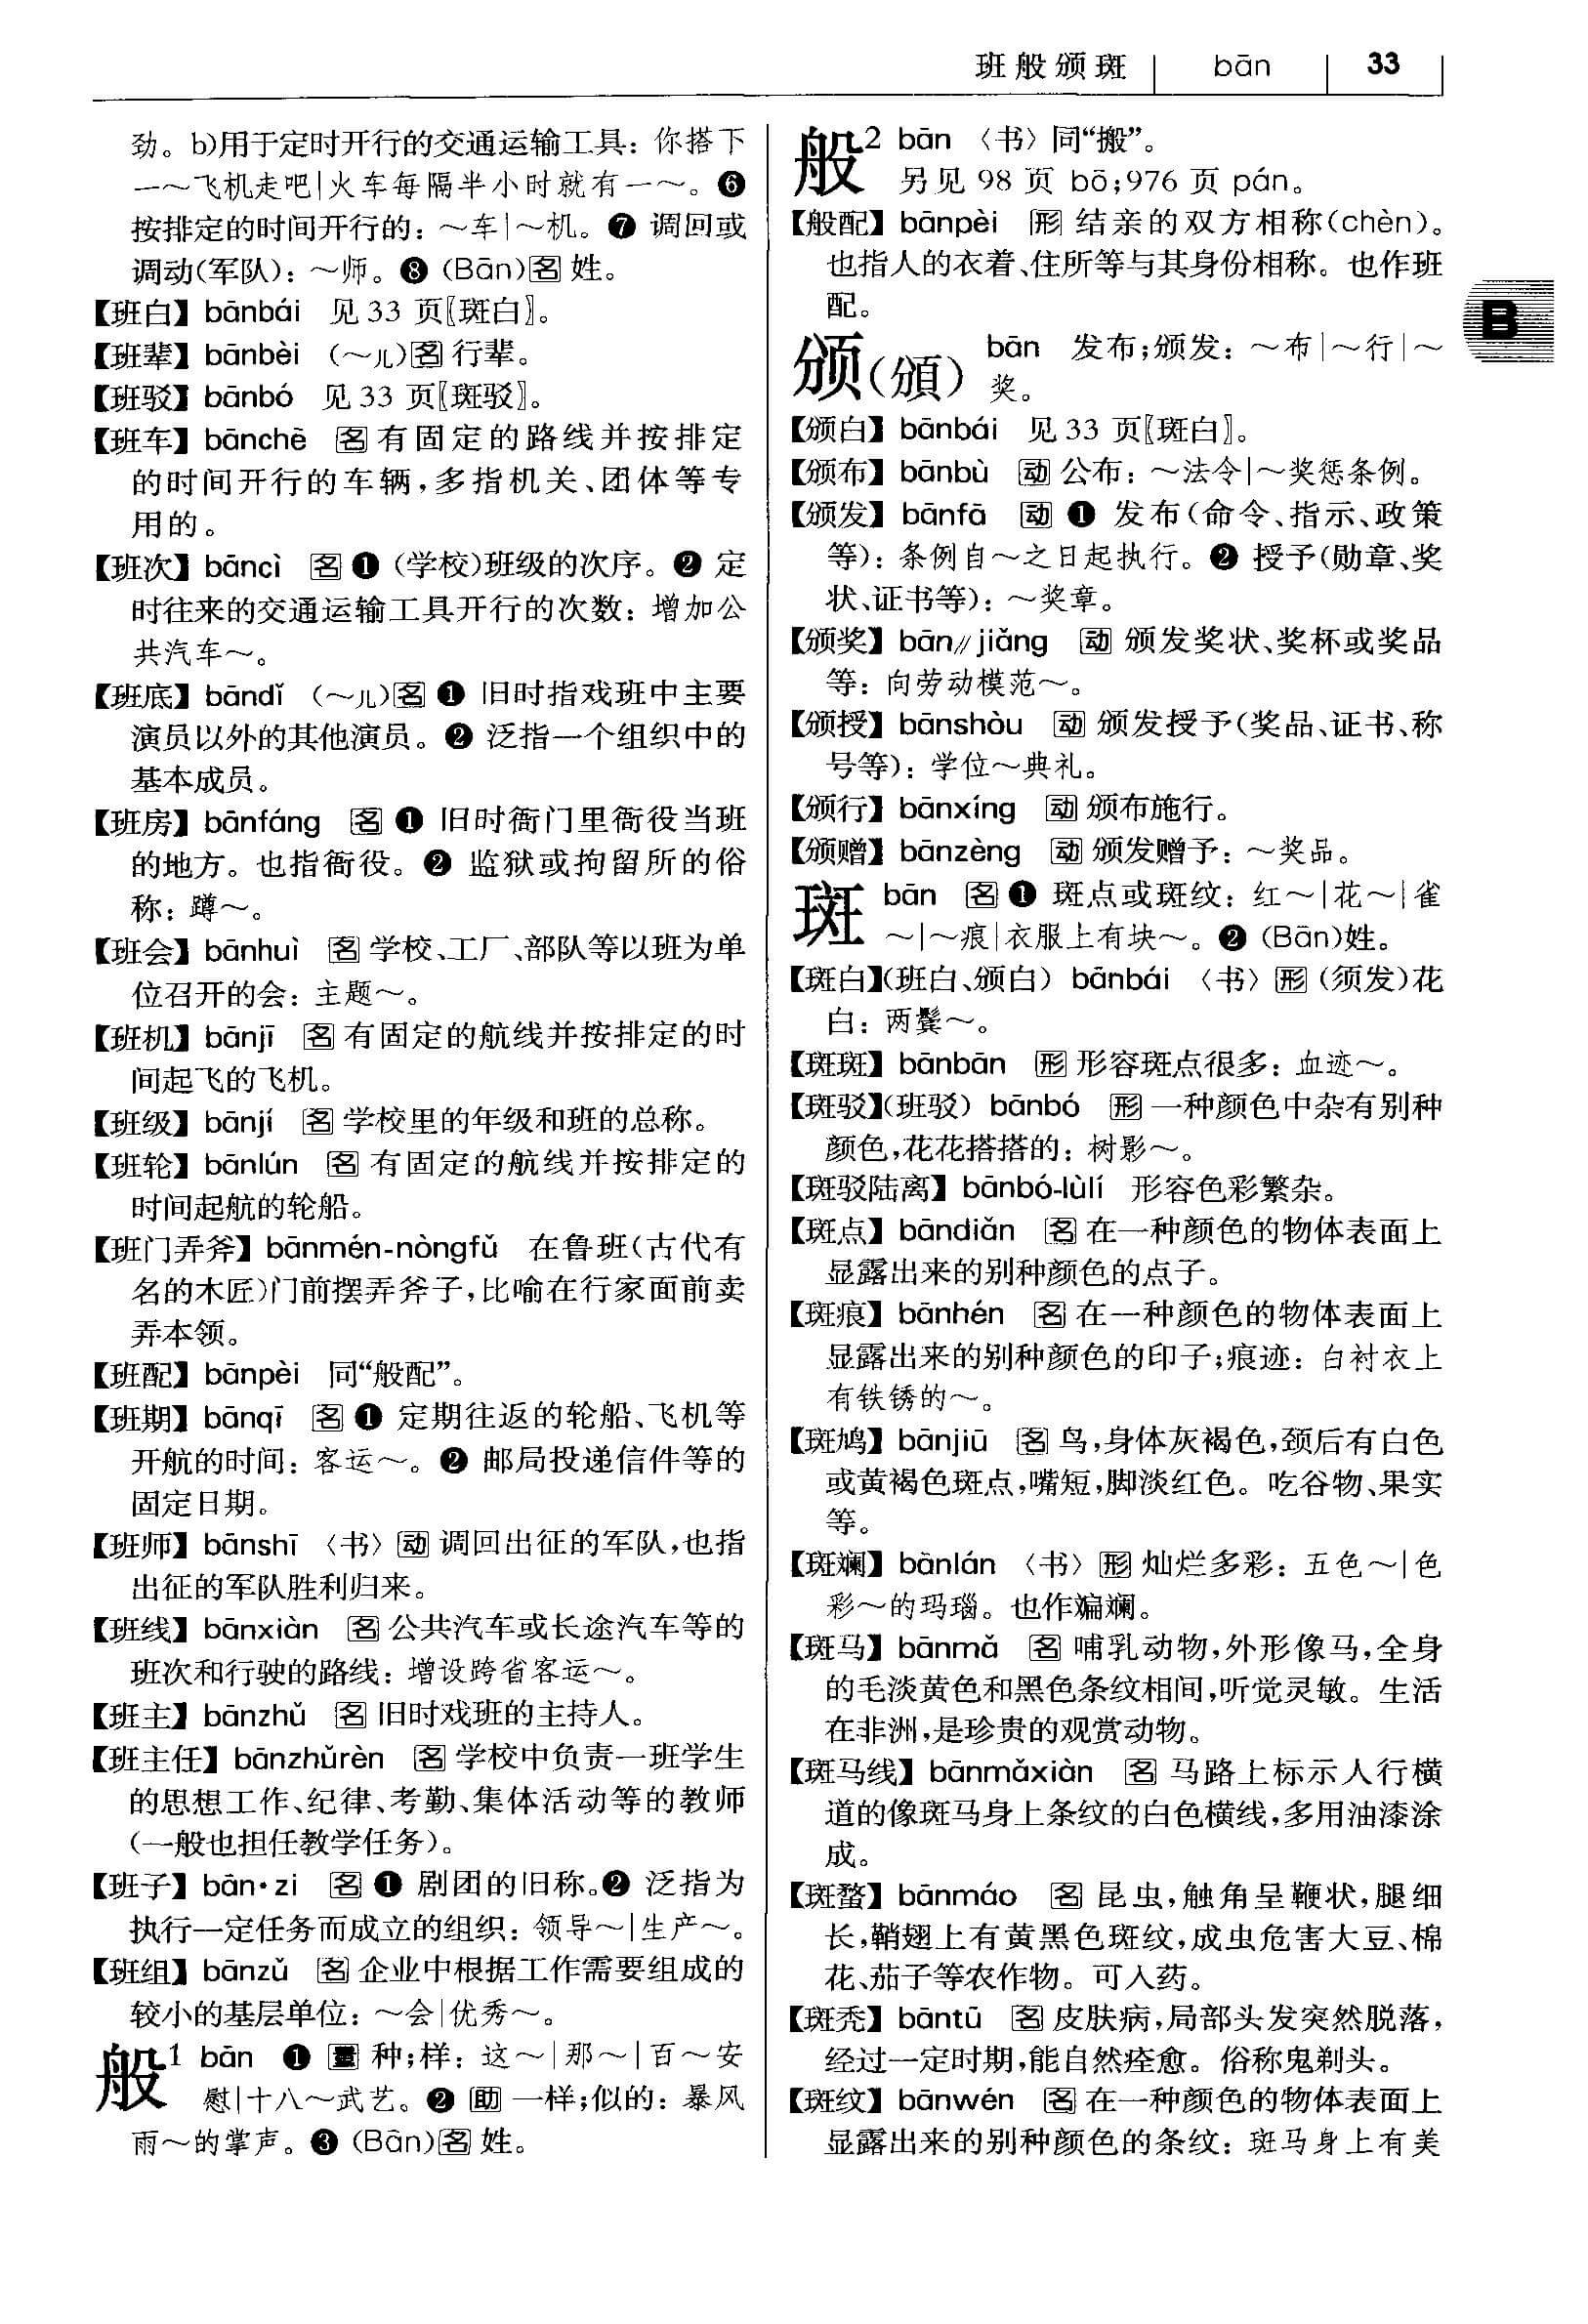 班般颁斑 bān 33
劲。b)用于定时开行的交通运输工具：你搭下
一～飞机走吧|火车每隔半小时就有一～。❻
按排定的时间开行的：～车|～机。❼ 调回或
调动(军队)：～师。❽ (Bān)名 姓。
【班白】bānbái 见 33 页〖斑白〗。
【班辈】bānbèi (～儿)名 行辈。
【班驳】bānbó 见 33 页〖斑驳〗。
【班车】bānchē 名 有固定的路线并按排定
的时间开行的车辆，多指机关、团体等专
用的。
【班次】bāncì 名 ❶ (学校)班级的次序。❷ 定
时往来的交通运输工具开行的次数：增加公
共汽车～。
【班底】bāndǐ (～儿)名 ❶ 旧时指戏班中主要
演员以外的其他演员。❷ 泛指一个组织中的
基本成员。
【班房】bānfáng 名 ❶ 旧时衙门里衙役当班
的地方。也指衙役。❷ 监狱或拘留所的俗
称：蹲～。
【班会】bānhuì 名 学校、工厂、部队等以班为单
位召开的会：主题～。
【班机】bānjī 名 有固定的航线并按排定的时
间起飞的飞机。
【班级】bānjí 名 学校里的年级和班的总称。
【班轮】bānlún 名 有固定的航线并按排定的
时间起航的轮船。
【班门弄斧】bānmén-nòngfǔ 在鲁班(古代有
名的木匠)门前摆弄斧子，比喻在行家面前卖
弄本领。
【班配】bānpèi 同“般配”。
【班期】bānqī 名 ❶ 定期往返的轮船、飞机等
开航的时间：客运～。❷ 邮局投递信件等的
固定日期。
【班师】bānshī 〈书〉动 调回出征的军队，也指
出征的军队胜利归来。
【班线】bānxiàn 名 公共汽车或长途汽车等的
班次和行驶的路线：增设跨省客运～。
【班主】bānzhǔ 名 旧时戏班的主持人。
【班主任】bānzhǔrèn 名 学校中负责一班学生
的思想工作、纪律、考勤、集体活动等的教师
(一般也担任教学任务)。
【班子】bān·zi 名 ❶ 剧团的旧称。❷ 泛指为
执行一定任务而成立的组织：领导～|生产～。
【班组】bānzǔ 名 企业中根据工作需要组成的
较小的基层单位：～会|优秀～。
般1 bān ❶ 量 种；样：这～|那～|百～安
慰|十八～武艺。❷ 助 一样；似的：暴风
雨～的掌声。❸ (Bān)名 姓。
般2 bān 〈书〉同“搬”。
另见 98 页 bō；976 页 pán。
【般配】bānpèi 形 结亲的双方相称(chèn)。
也指人的衣着、住所等与其身份相称。也作班
配。
颁(頒) bān 发布；颁发：～布|～行|～
奖。
【颁白】bānbái 见 33 页〖斑白〗。
【颁布】bānbù 动 公布：～法令|～奖惩条例。
【颁发】bānfā 动 ❶ 发布(命令、指示、政策
等)：条例自～之日起执行。❷ 授予(勋章、奖
状、证书等)：～奖章。
【颁奖】bān∥jiǎng 动 颁发奖状、奖杯或奖品
等：向劳动模范～。
【颁授】bānshòu 动 颁发授予(奖品、证书、称
号等)：学位～典礼。
【颁行】bānxíng 动 颁布施行。
【颁赠】bānzèng 动 颁发赠予：～奖品。
斑 bān 名 ❶ 斑点或斑纹：红～|花～|雀
～|～痕|衣服上有块～。❷ (Bān)姓。
【斑白】(班白、颁白) bānbái 〈书〉形 (须发)花
白：两鬓～。
【斑斑】bānbān 形 形容斑点很多：血迹～。
【斑驳】(班驳) bānbó 形 一种颜色中杂有别种
颜色，花花搭搭的：树影～。
【斑驳陆离】bānbó-lùlí 形容色彩繁杂。
【斑点】bāndiǎn 名 在一种颜色的物体表面上
显露出来的别种颜色的点子。
【斑痕】bānhén 名 在一种颜色的物体表面上
显露出来的别种颜色的印子；痕迹：白衬衣上
有铁锈的～。
【斑鸠】bānjiū 名 鸟，身体灰褐色，颈后有白色
或黄褐色斑点，嘴短，脚淡红色。吃谷物、果实
等。
【斑斓】bānlán 〈书〉形 灿烂多彩：五色～|色
彩～的玛瑙。也作斒斓。
【斑马】bānmǎ 名 哺乳动物，外形像马，全身
的毛淡黄色和黑色条纹相间，听觉灵敏。生活
在非洲，是珍贵的观赏动物。
【斑马线】bānmǎxiàn 名 马路上标示人行横
道的像斑马身上条纹的白色横线，多用油漆涂
成。
【斑蝥】bānmáo 名 昆虫，触角呈鞭状，腿细
长，鞘翅上有黄黑色斑纹，成虫危害大豆、棉
花、茄子等农作物。可入药。
【斑秃】bāntū 名 皮肤病，局部头发突然脱落，
经过一定时期，能自然痊愈。俗称鬼剃头。
【斑纹】bānwén 名 在一种颜色的物体表面上
显露出来的别种颜色的条纹：斑马身上有美
B